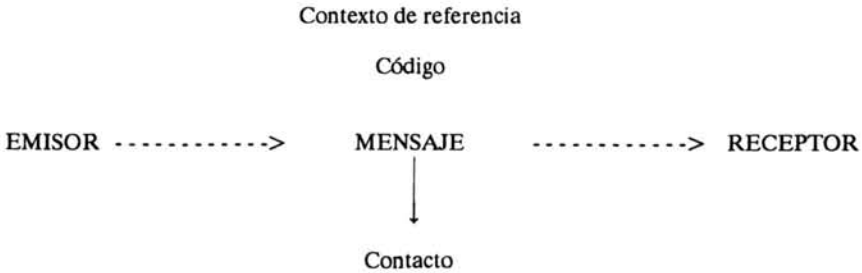 Contexto de referencia
Código
EMISOR ------------> MENSAJE ------------> RECEPTOR
Contacto